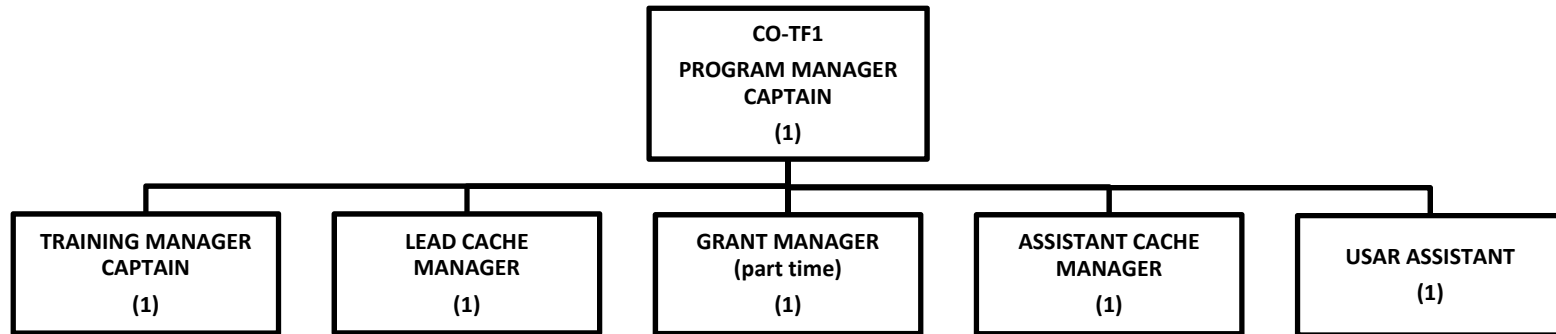 CO-TF1
PROGRAM MANAGER
CAPTAIN
(1)
TRAINING MANAGER
CAPTAIN
(1)
LEAD CACHE
MANAGER
(1)
GRANT MANAGER
(part time)
(1)
ASSISTANT CACHE
MANAGER
(1)
USAR ASSISTANT
(1)